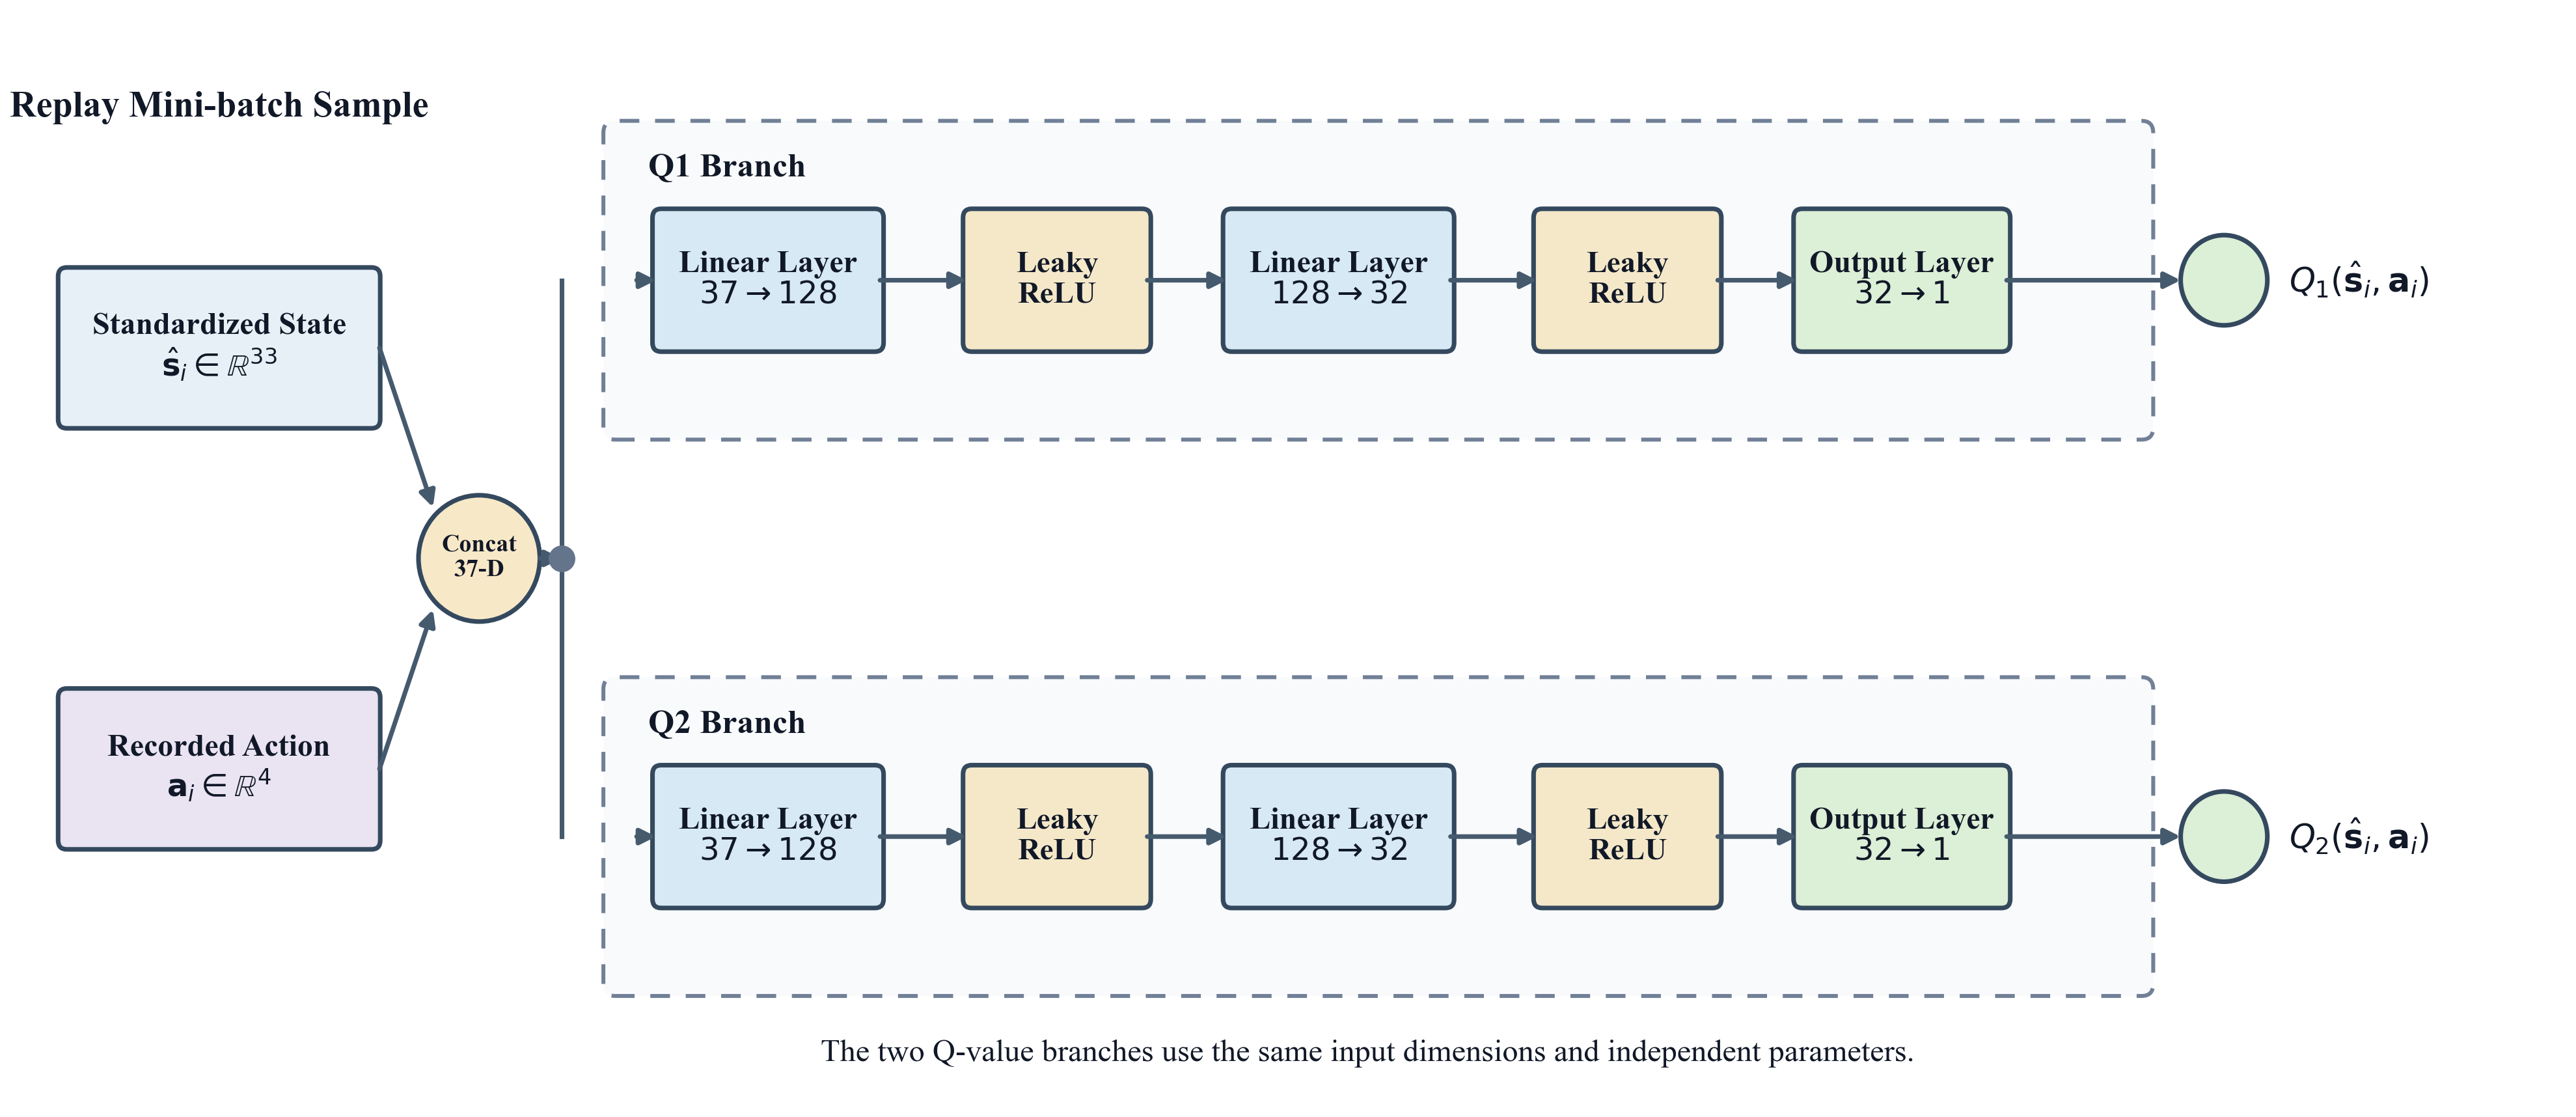 Replay Mini-batch Sample
Standardized State
ŝᵢ ∈ ℝ³³
Recorded Action
aᵢ ∈ ℝ⁴
Concat
37-D
Q1 Branch
Linear Layer
37 → 128
Leaky
ReLU
Linear Layer
128 → 32
Leaky
ReLU
Output Layer
32 → 1
Q₁(ŝᵢ, aᵢ)
Q2 Branch
Linear Layer
37 → 128
Leaky
ReLU
Linear Layer
128 → 32
Leaky
ReLU
Output Layer
32 → 1
Q₂(ŝᵢ, aᵢ)
The two Q-value branches use the same input dimensions and independent parameters.